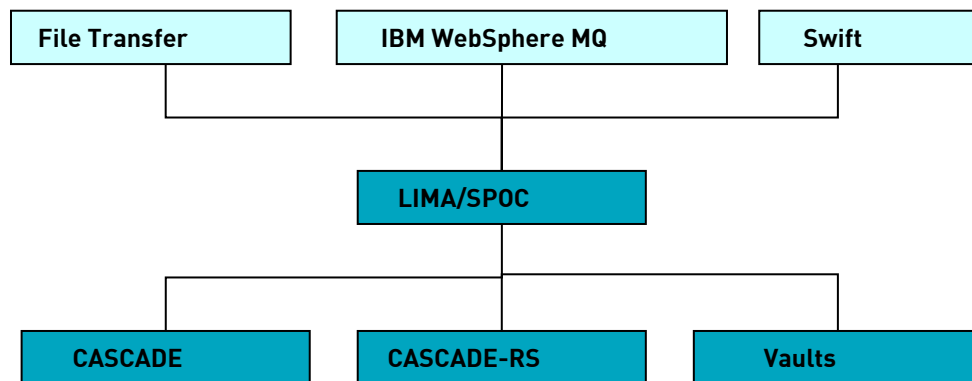 File Transfer
IBM WebSphere MQ
Swift
LIMA/SPOC
CASCADE
CASCADE-RS
Vaults